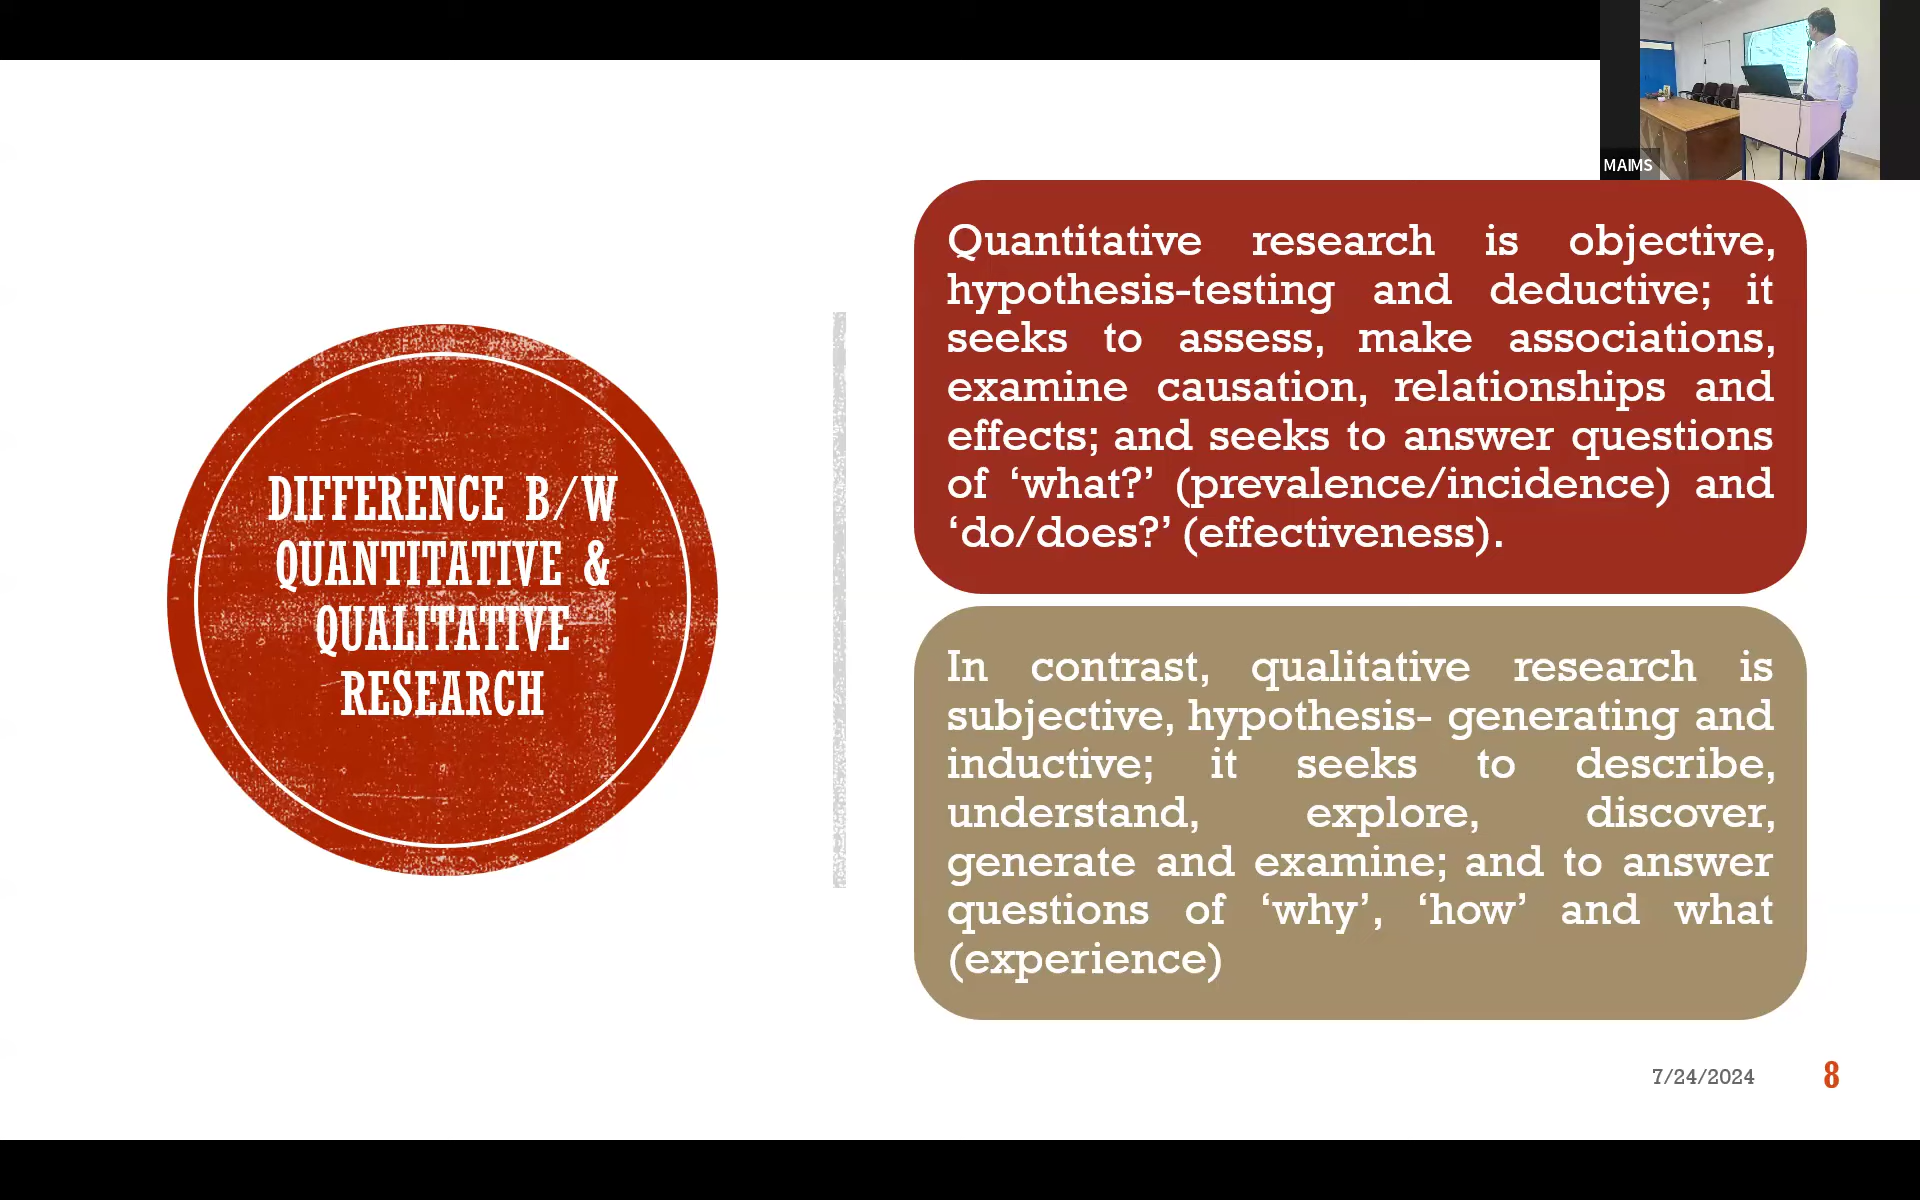 MAIMS
DIFFERENCE B/W
QUANTITATIVE &
QUALITATIVE
RESEARCH
Quantitative research is objective,
hypothesis-testing and deductive; it
seeks to assess, make associations,
examine causation, relationships and
effects; and seeks to answer questions
of ‘what?’ (prevalence/incidence) and
‘do/does?’ (effectiveness).
In contrast, qualitative research is
subjective, hypothesis- generating and
inductive; it seeks to describe,
understand, explore, discover,
generate and examine; and to answer
questions of ‘why’, ‘how’ and what
(experience)
7/24/2024
8